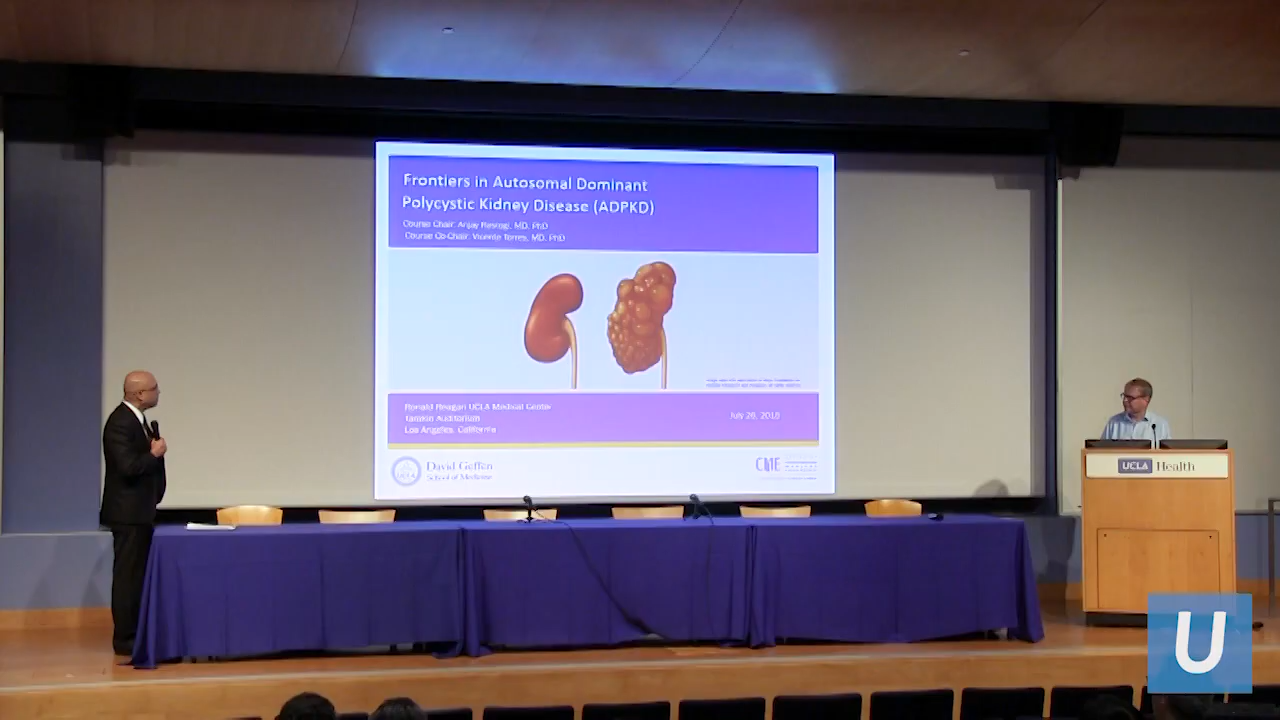 Frontiers in Autosomal Dominant
Polycystic Kidney Disease (ADPKD)
Course Chair: Anjay Rastogi, MD, PhD
Course Co-Chair: Vicente Torres, MD, PhD
Ronald Reagan UCLA Medical Center
Tamkin Auditorium
Los Angeles, California
July 28, 2018
UCLA
David Geffen
School of Medicine
CME
UCLA Health
U